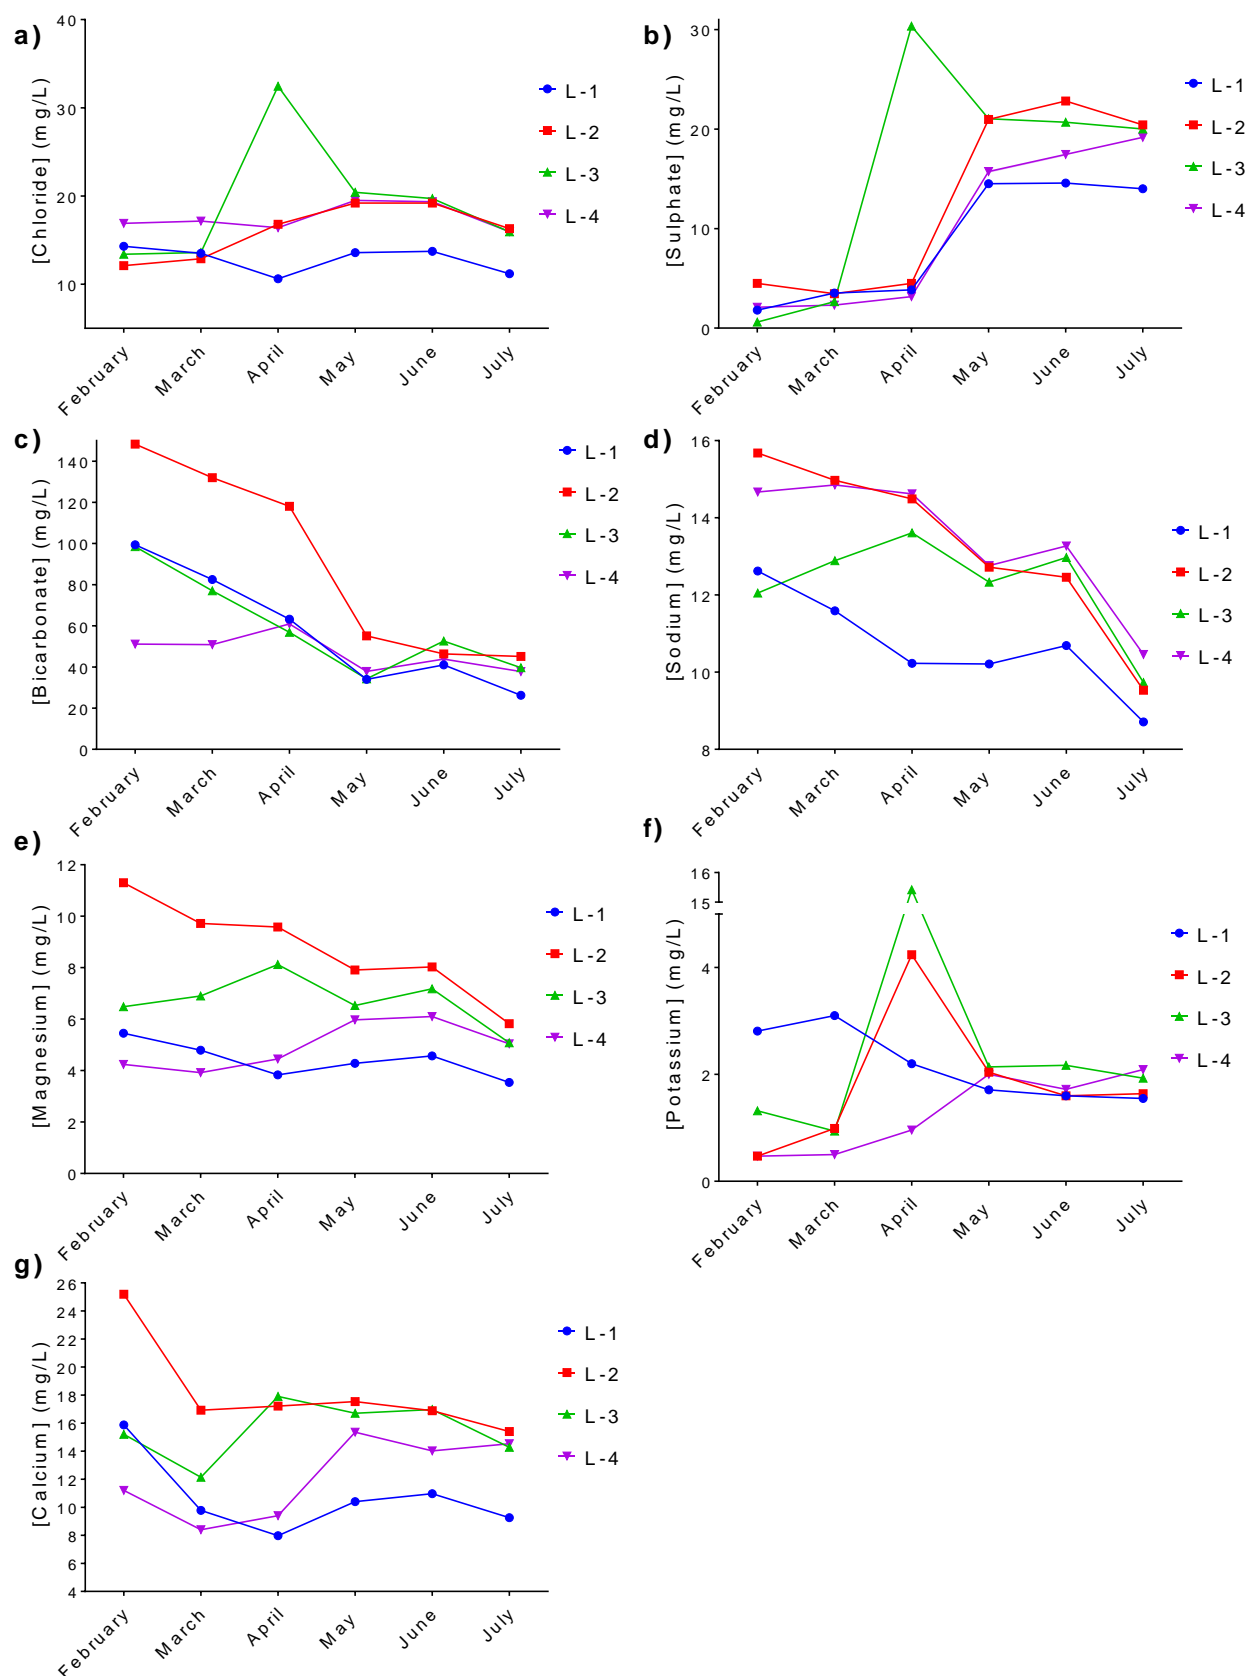 a)
[Chloride] (mg/L)
40
30
20
10
February
March
April
May
June
July
L-1
L-2
L-3
L-4
b)
[Sulphate] (mg/L)
30
20
10
0
February
March
April
May
June
July
L-1
L-2
L-3
L-4
c)
[Bicarbonate] (mg/L)
140
120
100
80
60
40
20
0
February
March
April
May
June
July
L-1
L-2
L-3
L-4
d)
[Sodium] (mg/L)
16
14
12
10
8
February
March
April
May
June
July
L-1
L-2
L-3
L-4
e)
[Magnesium] (mg/L)
12
10
8
6
4
2
0
February
March
April
May
June
July
L-1
L-2
L-3
L-4
f)
[Potassium] (mg/L)
16
15
4
2
0
February
March
April
May
June
July
L-1
L-2
L-3
L-4
g)
[Calcium] (mg/L)
26
24
22
20
18
16
14
12
10
8
6
4
February
March
April
May
June
July
L-1
L-2
L-3
L-4